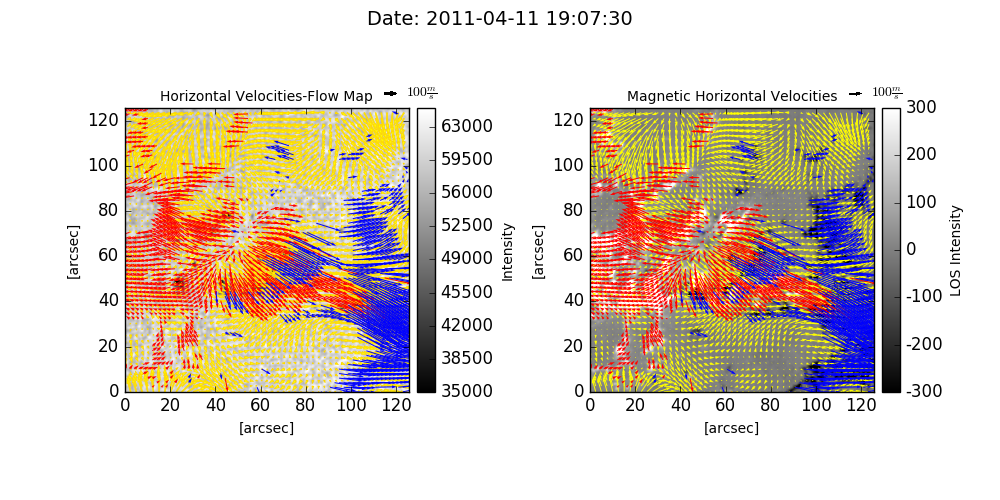 Date: 2011-04-11 19:07:30
Horizontal Velocities-Flow Map
100 m/s
Magnetic Horizontal Velocities
100 m/s
120
100
80
60
40
20
0
[arcsec]
0 20 40 60 80 100 120
[arcsec]
63000
59500
56000
52500
49000
45500
42000
38500
35000
Intensity
120
100
80
60
40
20
0
[arcsec]
0 20 40 60 80 100 120
[arcsec]
300
200
100
0
-100
-200
-300
LOS Intensity